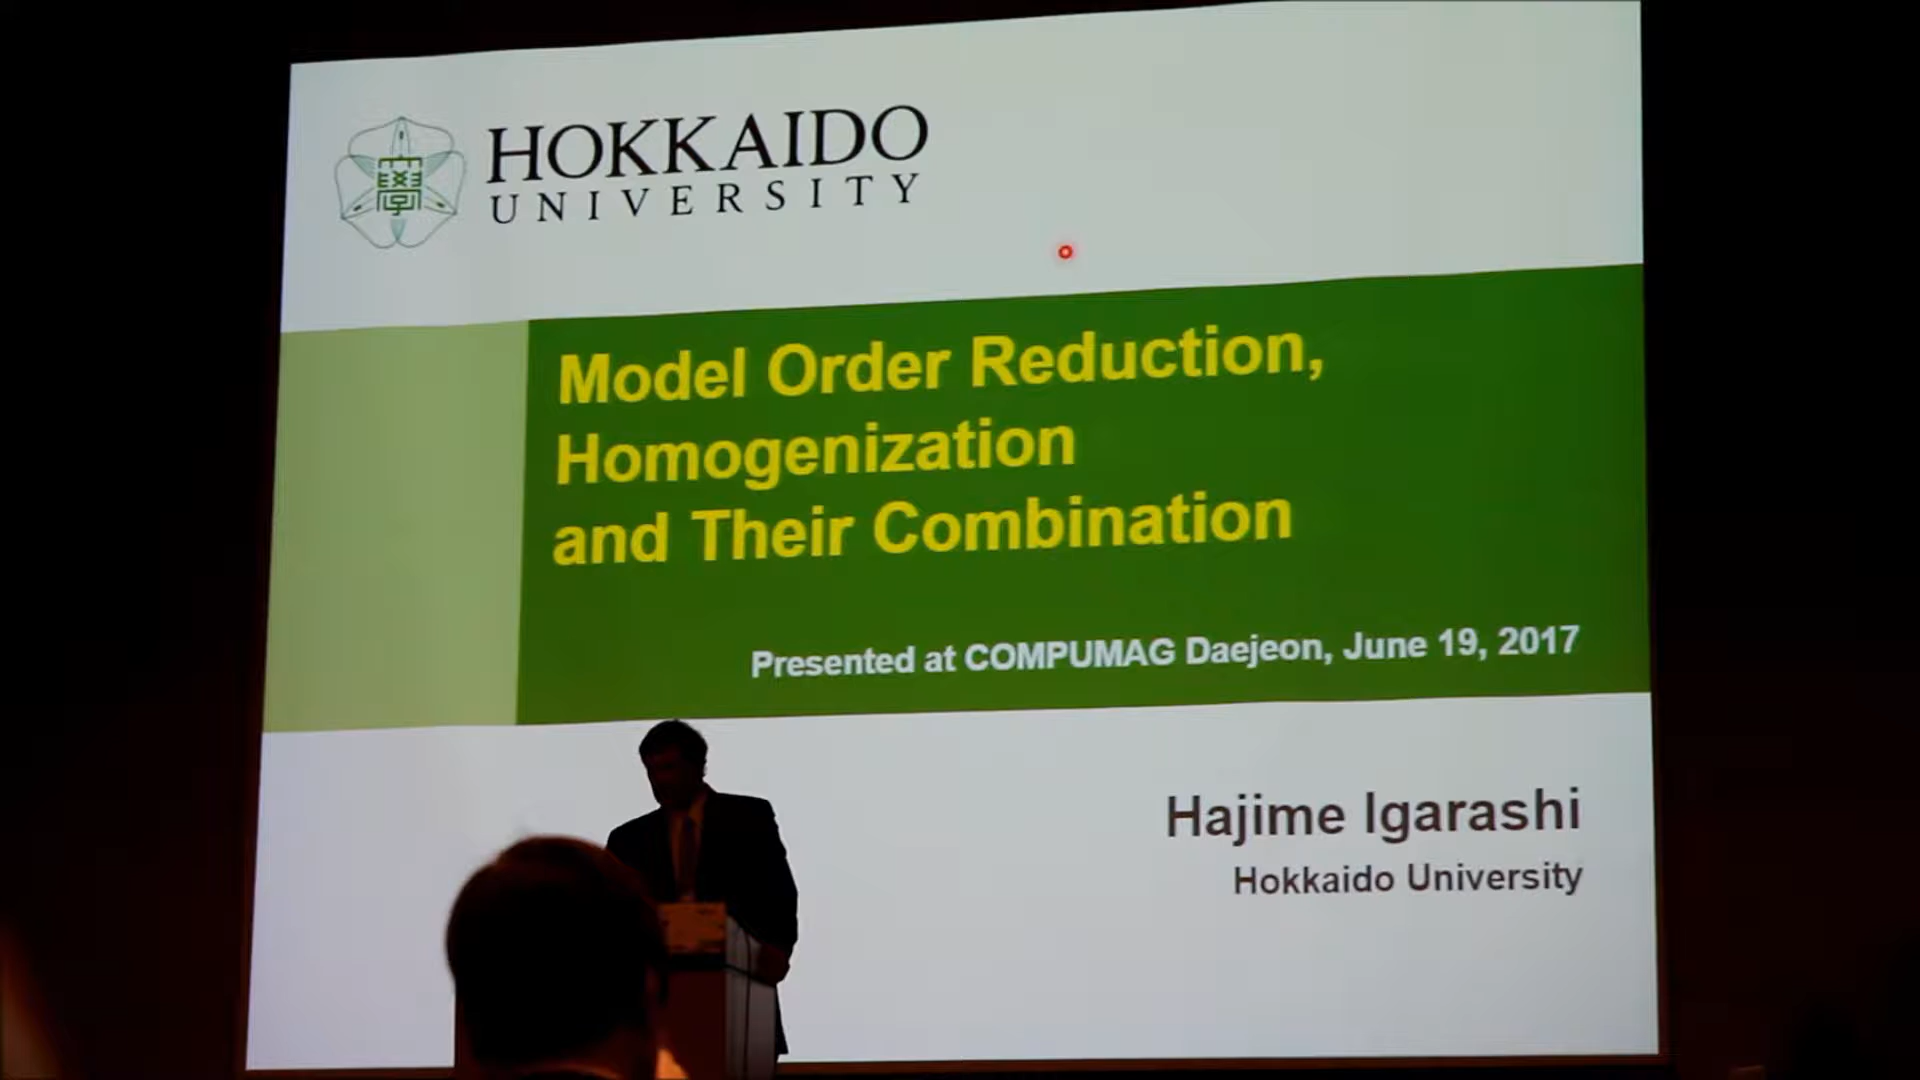 HOKKAIDO
UNIVERSITY
Model Order Reduction,
Homogenization
and Their Combination
Presented at COMPUMAG Daejeon, June 19, 2017
Hajime Igarashi
Hokkaido University